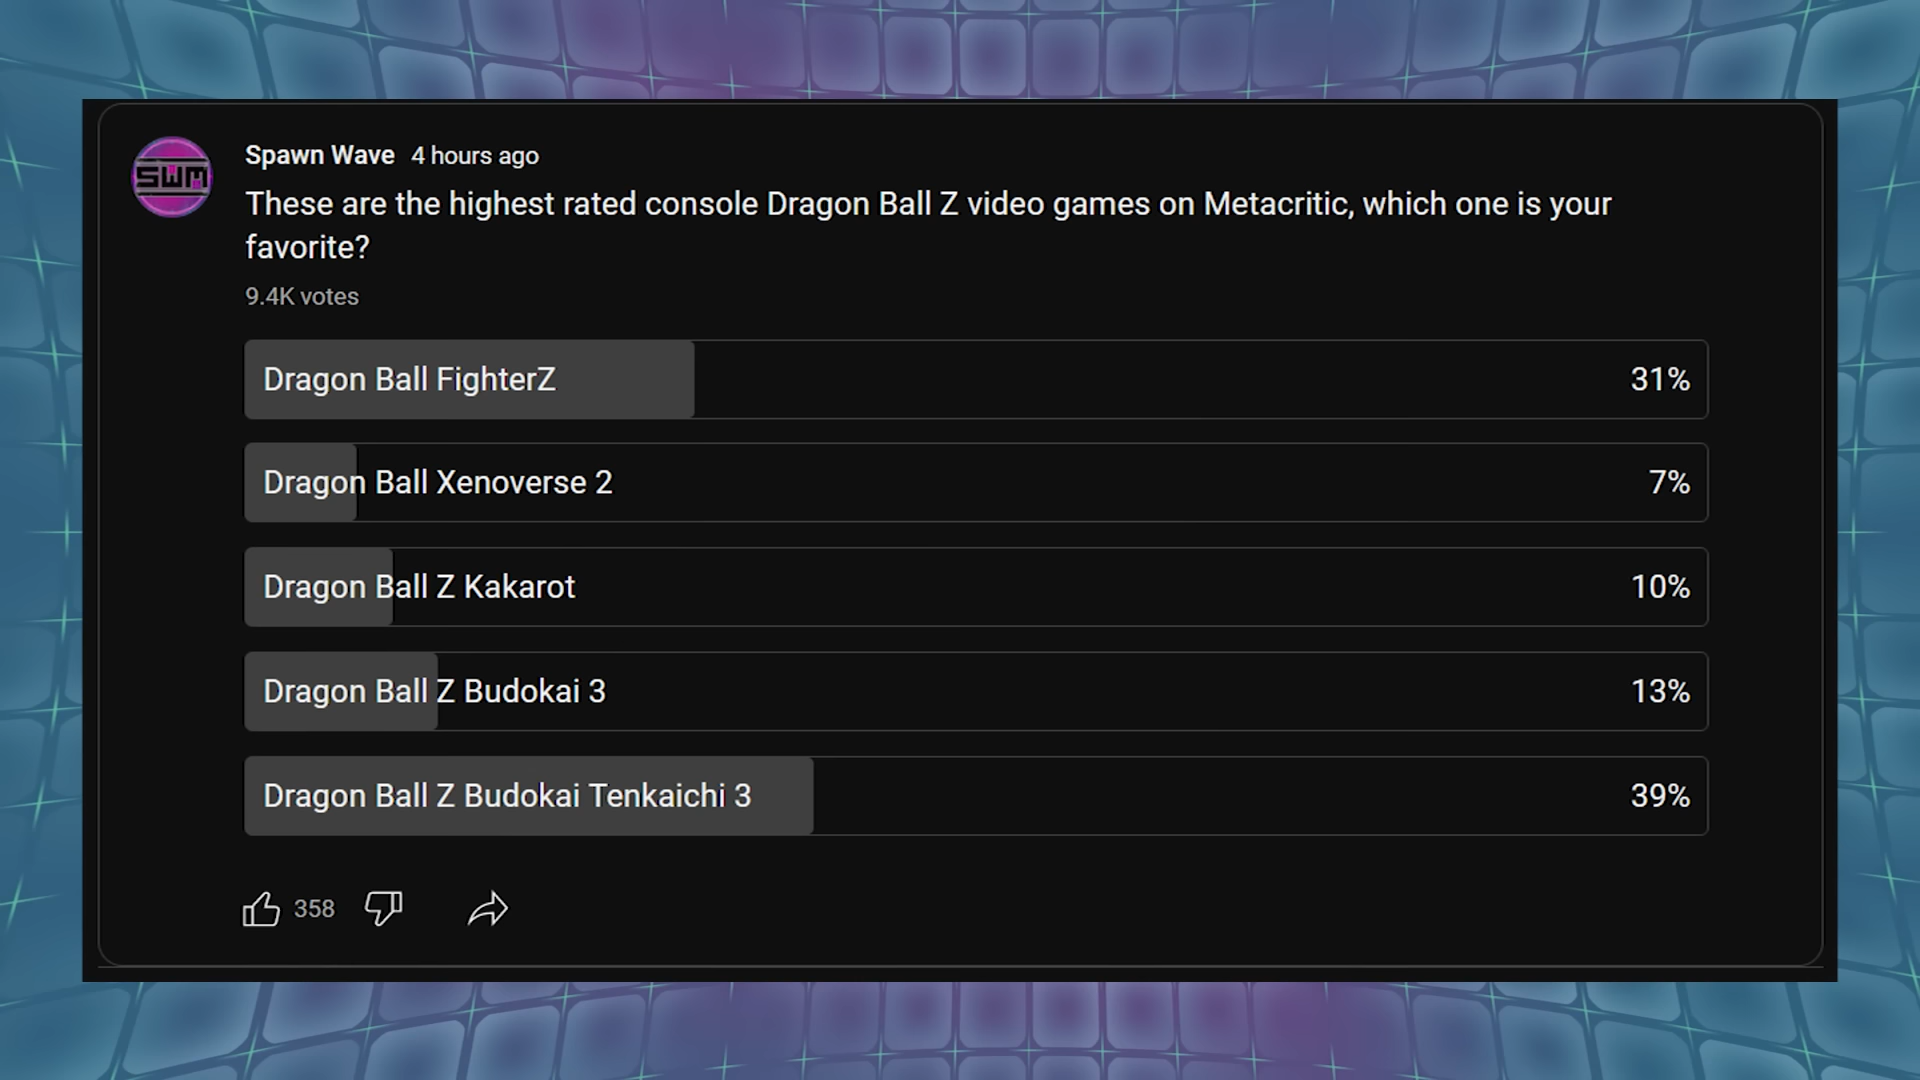 SWM
Spawn Wave 4 hours ago
These are the highest rated console Dragon Ball Z video games on Metacritic, which one is your
favorite?
9.4K votes
Dragon Ball FighterZ 31%
Dragon Ball Xenoverse 2 7%
Dragon Ball Z Kakarot 10%
Dragon Ball Z Budokai 3 13%
Dragon Ball Z Budokai Tenkaichi 3 39%
358